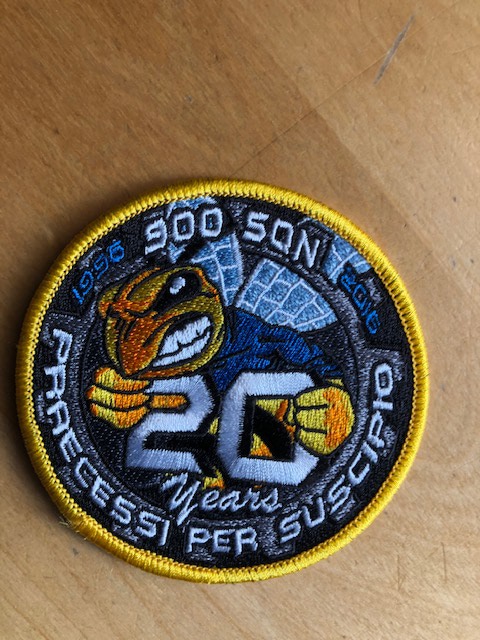 900 SQN
1996
2016
20
Years
PRAECESSI PER SUSCIPIO